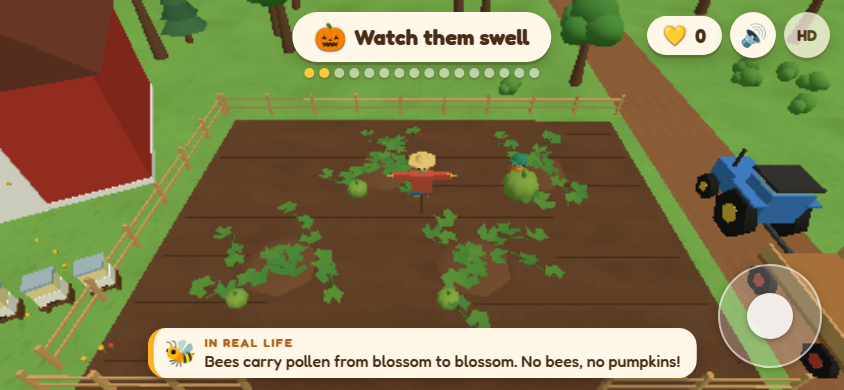 Watch them swell
0
HD
IN REAL LIFE
Bees carry pollen from blossom to blossom. No bees, no pumpkins!